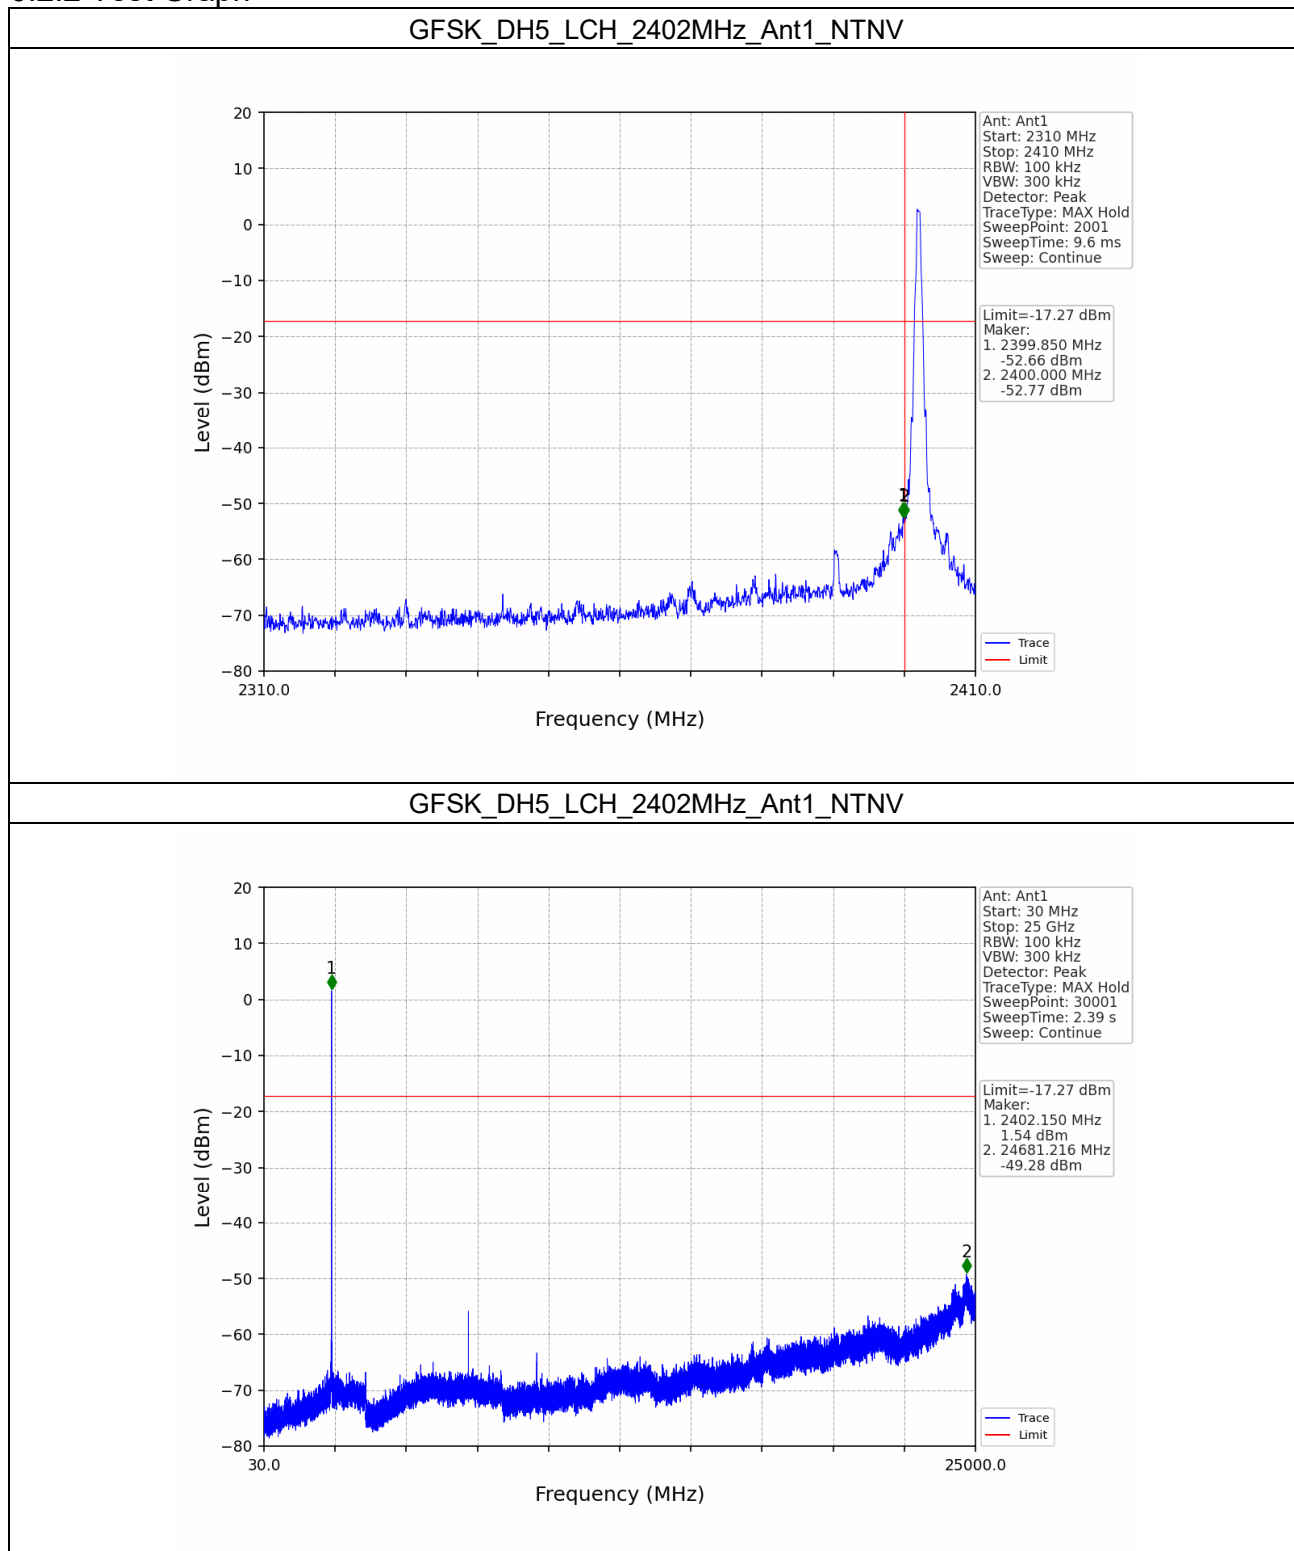 GFSK_DH5_LCH_2402MHz_Ant1_NTNV
20
10
0
−10
−20
−30
−40
−50
−60
−70
−80
Level (dBm)
2310.0
2410.0
Frequency (MHz)
1
2
Ant: Ant1
Start: 2310 MHz
Stop: 2410 MHz
RBW: 100 kHz
VBW: 300 kHz
Detector: Peak
TraceType: MAX Hold
SweepPoint: 2001
SweepTime: 9.6 ms
Sweep: Continue
Limit=-17.27 dBm
Maker:
1. 2399.850 MHz
-52.66 dBm
2. 2400.000 MHz
-52.77 dBm
Trace
Limit
GFSK_DH5_LCH_2402MHz_Ant1_NTNV
20
10
0
−10
−20
−30
−40
−50
−60
−70
−80
Level (dBm)
30.0
25000.0
Frequency (MHz)
1
2
Ant: Ant1
Start: 30 MHz
Stop: 25 GHz
RBW: 100 kHz
VBW: 300 kHz
Detector: Peak
TraceType: MAX Hold
SweepPoint: 30001
SweepTime: 2.39 s
Sweep: Continue
Limit=-17.27 dBm
Maker:
1. 2402.150 MHz
1.54 dBm
2. 24681.216 MHz
-49.28 dBm
Trace
Limit